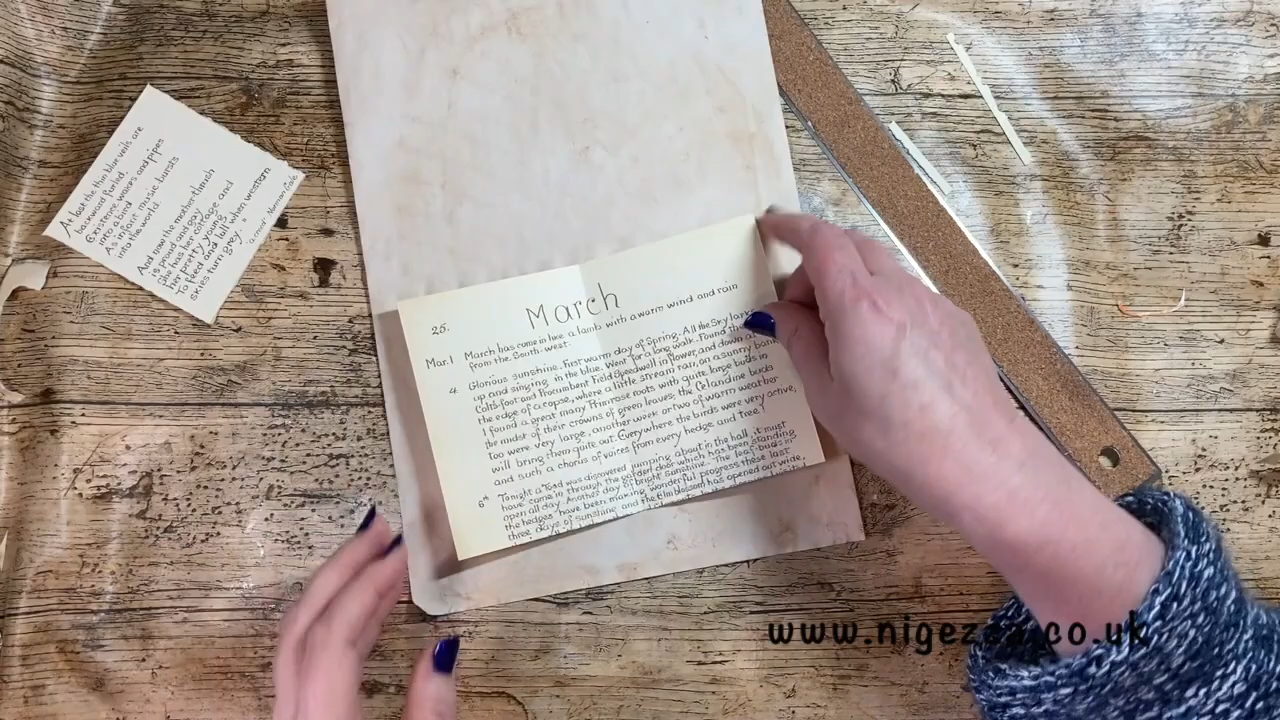 At last the thin blue veils are
backward furled
Existence wakes and pipes
into a bird
As infant music bursts
into the world.
And now the mother-thrush
is proud and gay;
She has her cottage and
her pretty young
To feed and lull when western
skies turn grey."
Norman Gale
March
25.
Mar. 1 March has come in like a lamb with a warm wind and rain
from the South-west.
4. Glorious sunshine. First warm day of Spring. All the Sky larks
up and singing in the blue. Went for a long walk. Found the
Colts-foot and Procumbent Field Speedwell in flower, and down at
the edge of a copse, where a little stream ran, on a sunny bank
I found a great many Primrose roots with quite large buds in
the midst of their crowns of green leaves; the Celandine buds
too were very large, another week or two of warm weather
will bring them quite out. Everywhere the birds were very active,
and such a chorus of voices from every hedge and tree!
6th Tonight a Toad was discovered jumping about in the hall, it must
have come in through the garden door which has been standing
open all day. Another day of bright sunshine. The leaf-buds in
the hedges have been making wonderful progress these last
three days of sunshine and the Elm blossom has opened out wide,
www.nigezza.co.uk